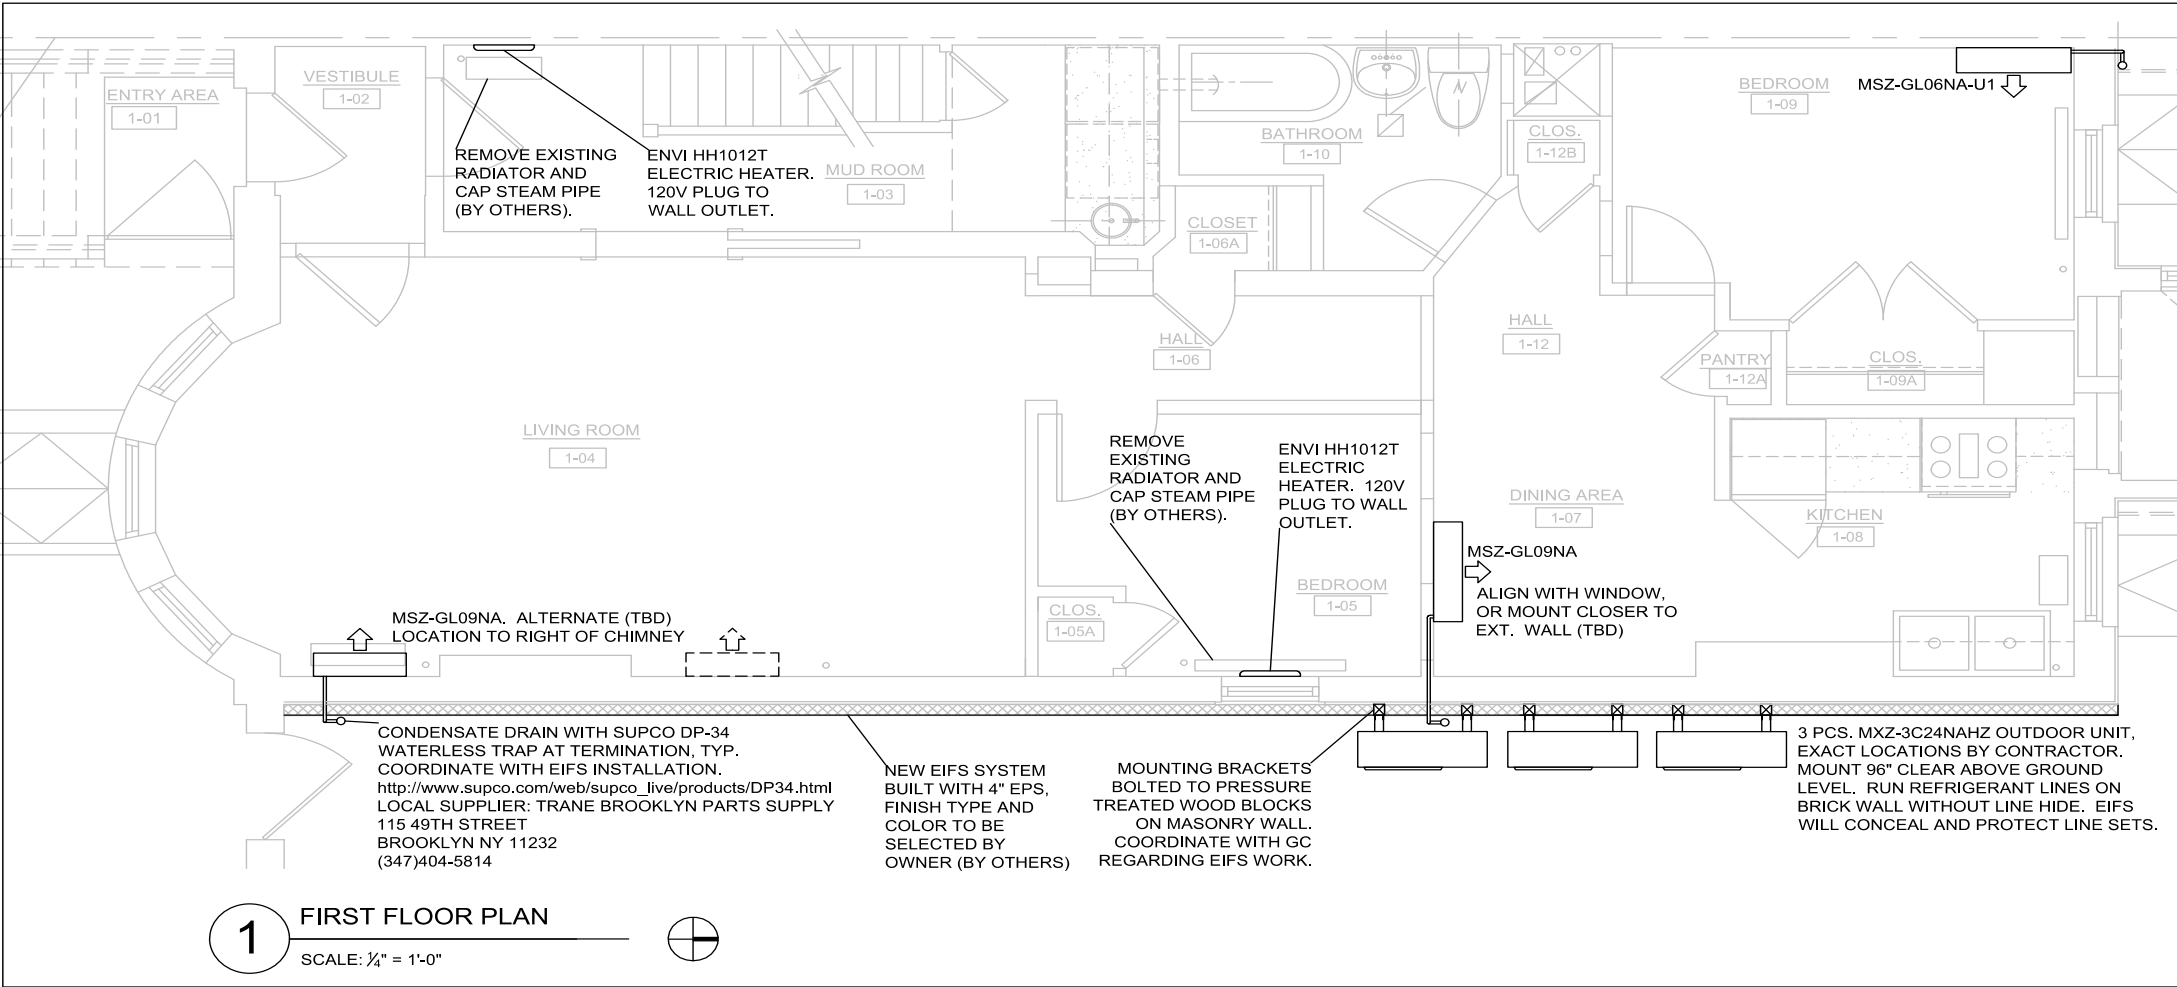 ENTRY AREA
1-01
VESTIBULE
1-02
REMOVE EXISTING
RADIATOR AND
CAP STEAM PIPE
(BY OTHERS).
ENVI HH1012T
ELECTRIC HEATER.
120V PLUG TO
WALL OUTLET.
MUD ROOM
1-03
BATHROOM
1-10
CLOS.
1-12B
BEDROOM
1-09
MSZ-GL06NA-U1
CLOSET
1-06A
HALL
1-06
HALL
1-12
PANTRY
1-12A
CLOS.
1-09A
LIVING ROOM
1-04
REMOVE
EXISTING
RADIATOR AND
CAP STEAM PIPE
(BY OTHERS).
ENVI HH1012T
ELECTRIC
HEATER. 120V
PLUG TO WALL
OUTLET.
DINING AREA
1-07
KITCHEN
1-08
MSZ-GL09NA
ALIGN WITH WINDOW,
OR MOUNT CLOSER TO
EXT. WALL (TBD)
BEDROOM
1-05
CLOS.
1-05A
MSZ-GL09NA. ALTERNATE (TBD)
LOCATION TO RIGHT OF CHIMNEY
CONDENSATE DRAIN WITH SUPCO DP-34
WATERLESS TRAP AT TERMINATION, TYP.
COORDINATE WITH EIFS INSTALLATION.
http://www.supco.com/web/supco_live/products/DP34.html
LOCAL SUPPLIER: TRANE BROOKLYN PARTS SUPPLY
115 49TH STREET
BROOKLYN NY 11232
(347)404-5814
NEW EIFS SYSTEM
BUILT WITH 4" EPS,
FINISH TYPE AND
COLOR TO BE
SELECTED BY
OWNER (BY OTHERS)
MOUNTING BRACKETS
BOLTED TO PRESSURE
TREATED WOOD BLOCKS
ON MASONRY WALL.
COORDINATE WITH GC
REGARDING EIFS WORK.
3 PCS. MXZ-3C24NAHZ OUTDOOR UNIT,
EXACT LOCATIONS BY CONTRACTOR.
MOUNT 96" CLEAR ABOVE GROUND
LEVEL. RUN REFRIGERANT LINES ON
BRICK WALL WITHOUT LINE HIDE. EIFS
WILL CONCEAL AND PROTECT LINE SETS.
1
FIRST FLOOR PLAN
SCALE: ¼" = 1'-0"